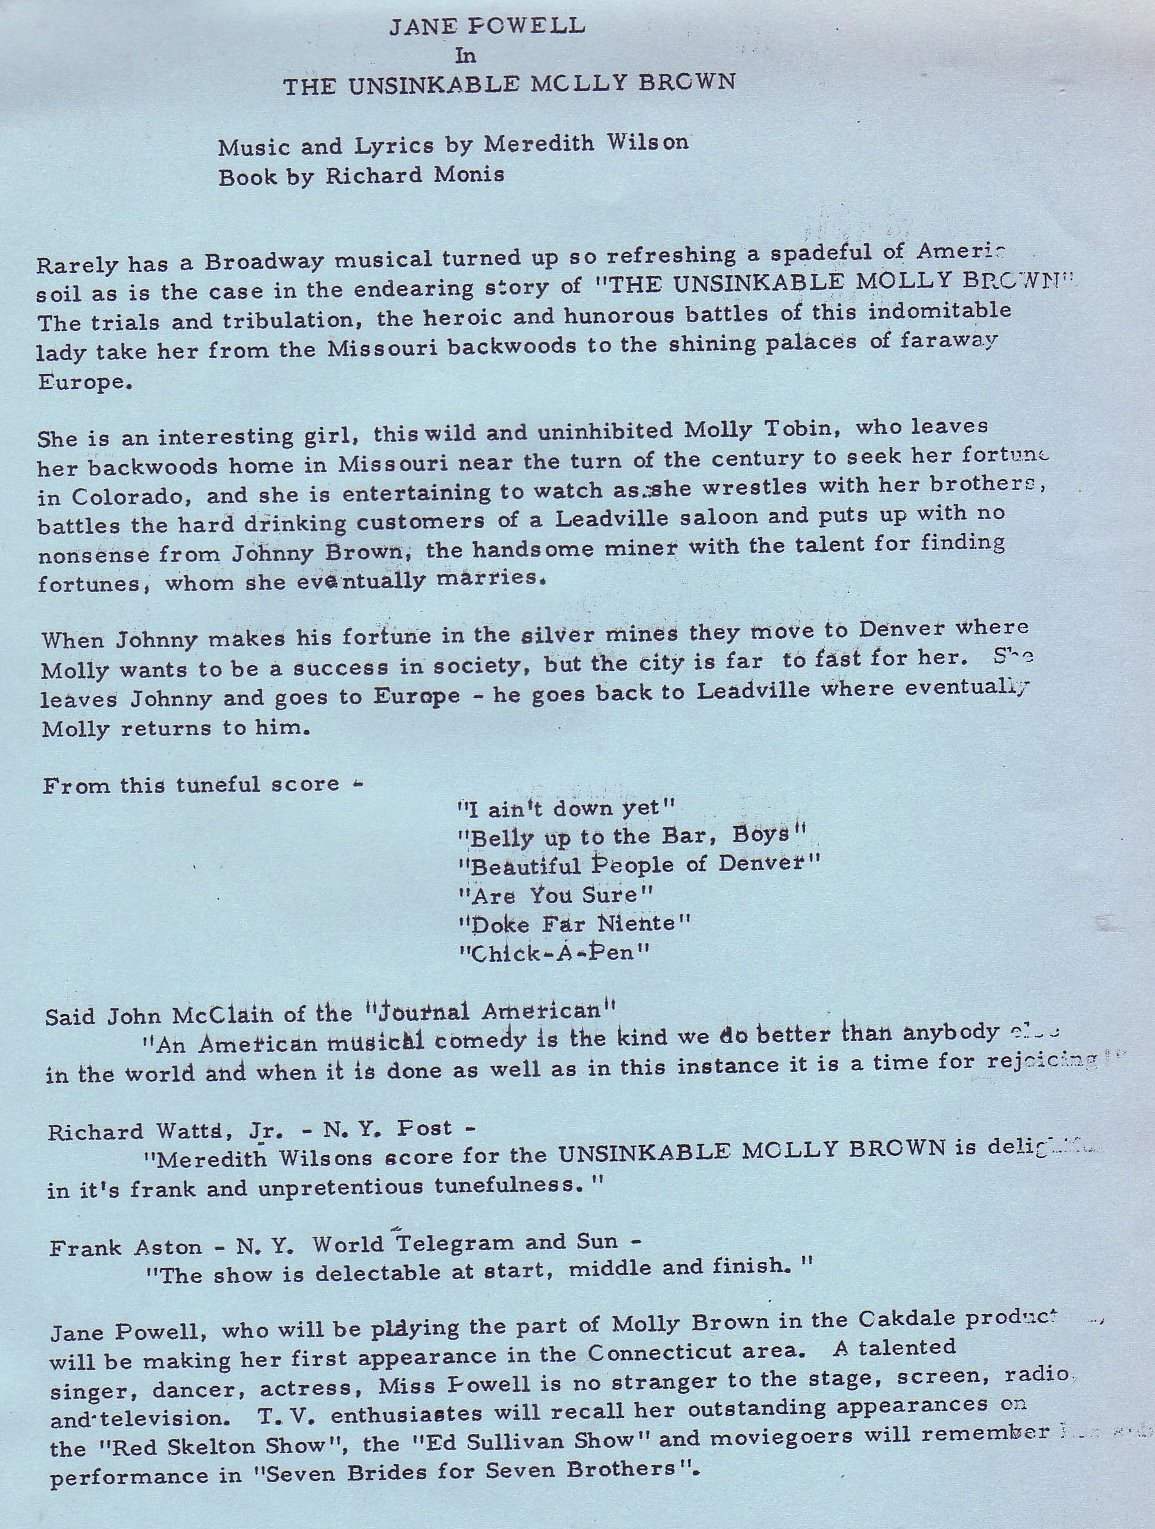 JANE POWELL
In
THE UNSINKABLE MOLLY BROWN
Music and Lyrics by Meredith Wilson
Book by Richard Monis
Rarely has a Broadway musical turned up so refreshing a spadeful of
soil as is the case in the endearing story of "THE UNSINKABLE MOLLY BROWN"
The trials and tribulation, the heroic and hunorous battles of this indomitable
lady take her from the Missouri backwoods to the shining palaces of faraway
Europe.
She is an interesting girl, this wild and uninhibited Molly Tobin, who leaves
her backwoods home in Missouri near the turn of the century to seek her fortune
in Colorado, and she is entertaining to watch as she wrestles with her brothers,
battles the hard drinking customers of a Leadville saloon and puts up with no
nonsense from Johnny Brown, the handsome miner with the talent for finding
fortunes, whom she eventually marries.
When Johnny makes his fortune in the silver mines they move to Denver where
Molly wants to be a success in society, but the city is far to fast for her. She
leaves Johnny and goes to Europe - he goes back to Leadville where eventually
Molly returns to him.
From this tuneful score -
"I ain't down yet"
"Belly up to the Bar, Boys"
"Beautiful People of Denver"
"Are You Sure"
"Doke Far Niente"
"Chick-A-Pen"
Said John McClain of the "Journal American"
"An American musical comedy is the kind we do better than anybody else
in the world and when it is done as well as in this instance it is a time for rejoicing"
Richard Watts, Jr. - N. Y. Post -
"Meredith Wilsons score for the UNSINKABLE MOLLY BROWN is
in it's frank and unpretentious tunefulness. "
Frank Aston - N. Y. World Telegram and Sun -
"The show is delectable at start, middle and finish. "
Jane Powell, who will be playing the part of Molly Brown in the Oakdale
will be making her first appearance in the Connecticut area. A talented
singer, dancer, actress, Miss Powell is no stranger to the stage, screen, radio,
and television. T. V. enthusiastes will recall her outstanding appearances on
the "Red Skelton Show", the "Ed Sullivan Show" and moviegoers will remember
performance in "Seven Brides for Seven Brothers".